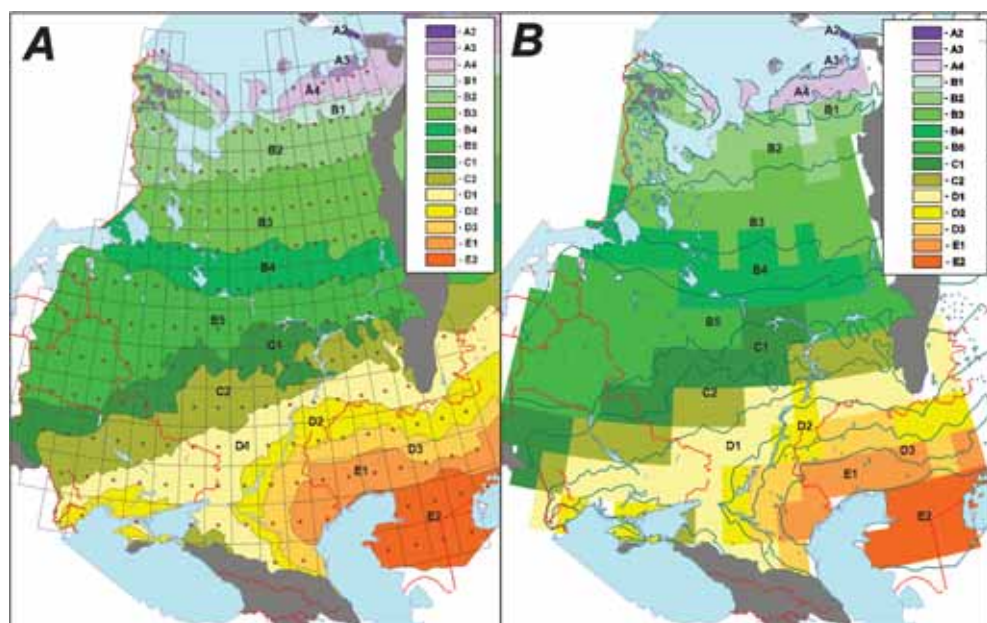 A
A2
A3
A4
B1
B2
B3
B4
B5
C1
C2
D1
D2
D3
E1
E2
- A2
- A3
- A4
- B1
- B2
- B3
- B4
- B5
- C1
- C2
- D1
- D2
- D3
- E1
- E2
B
A2
A3
A4
B1
B2
B3
B4
B5
C1
C2
D1
D2
D3
E1
E2
- A2
- A3
- A4
- B1
- B2
- B3
- B4
- B5
- C1
- C2
- D1
- D2
- D3
- E1
- E2